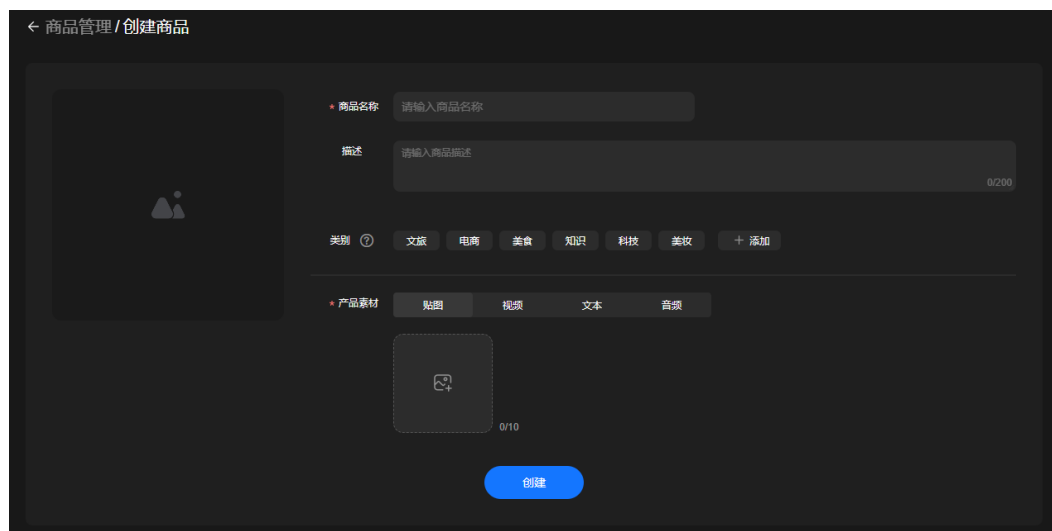 ← 商品管理 / 创建商品
* 商品名称 请输入商品名称
描述 请输入商品描述
0/200
类别 ? 文旅 电商 美食 知识 科技 美妆 + 添加
* 产品素材 贴图 视频 文本 音频
0/10
创建